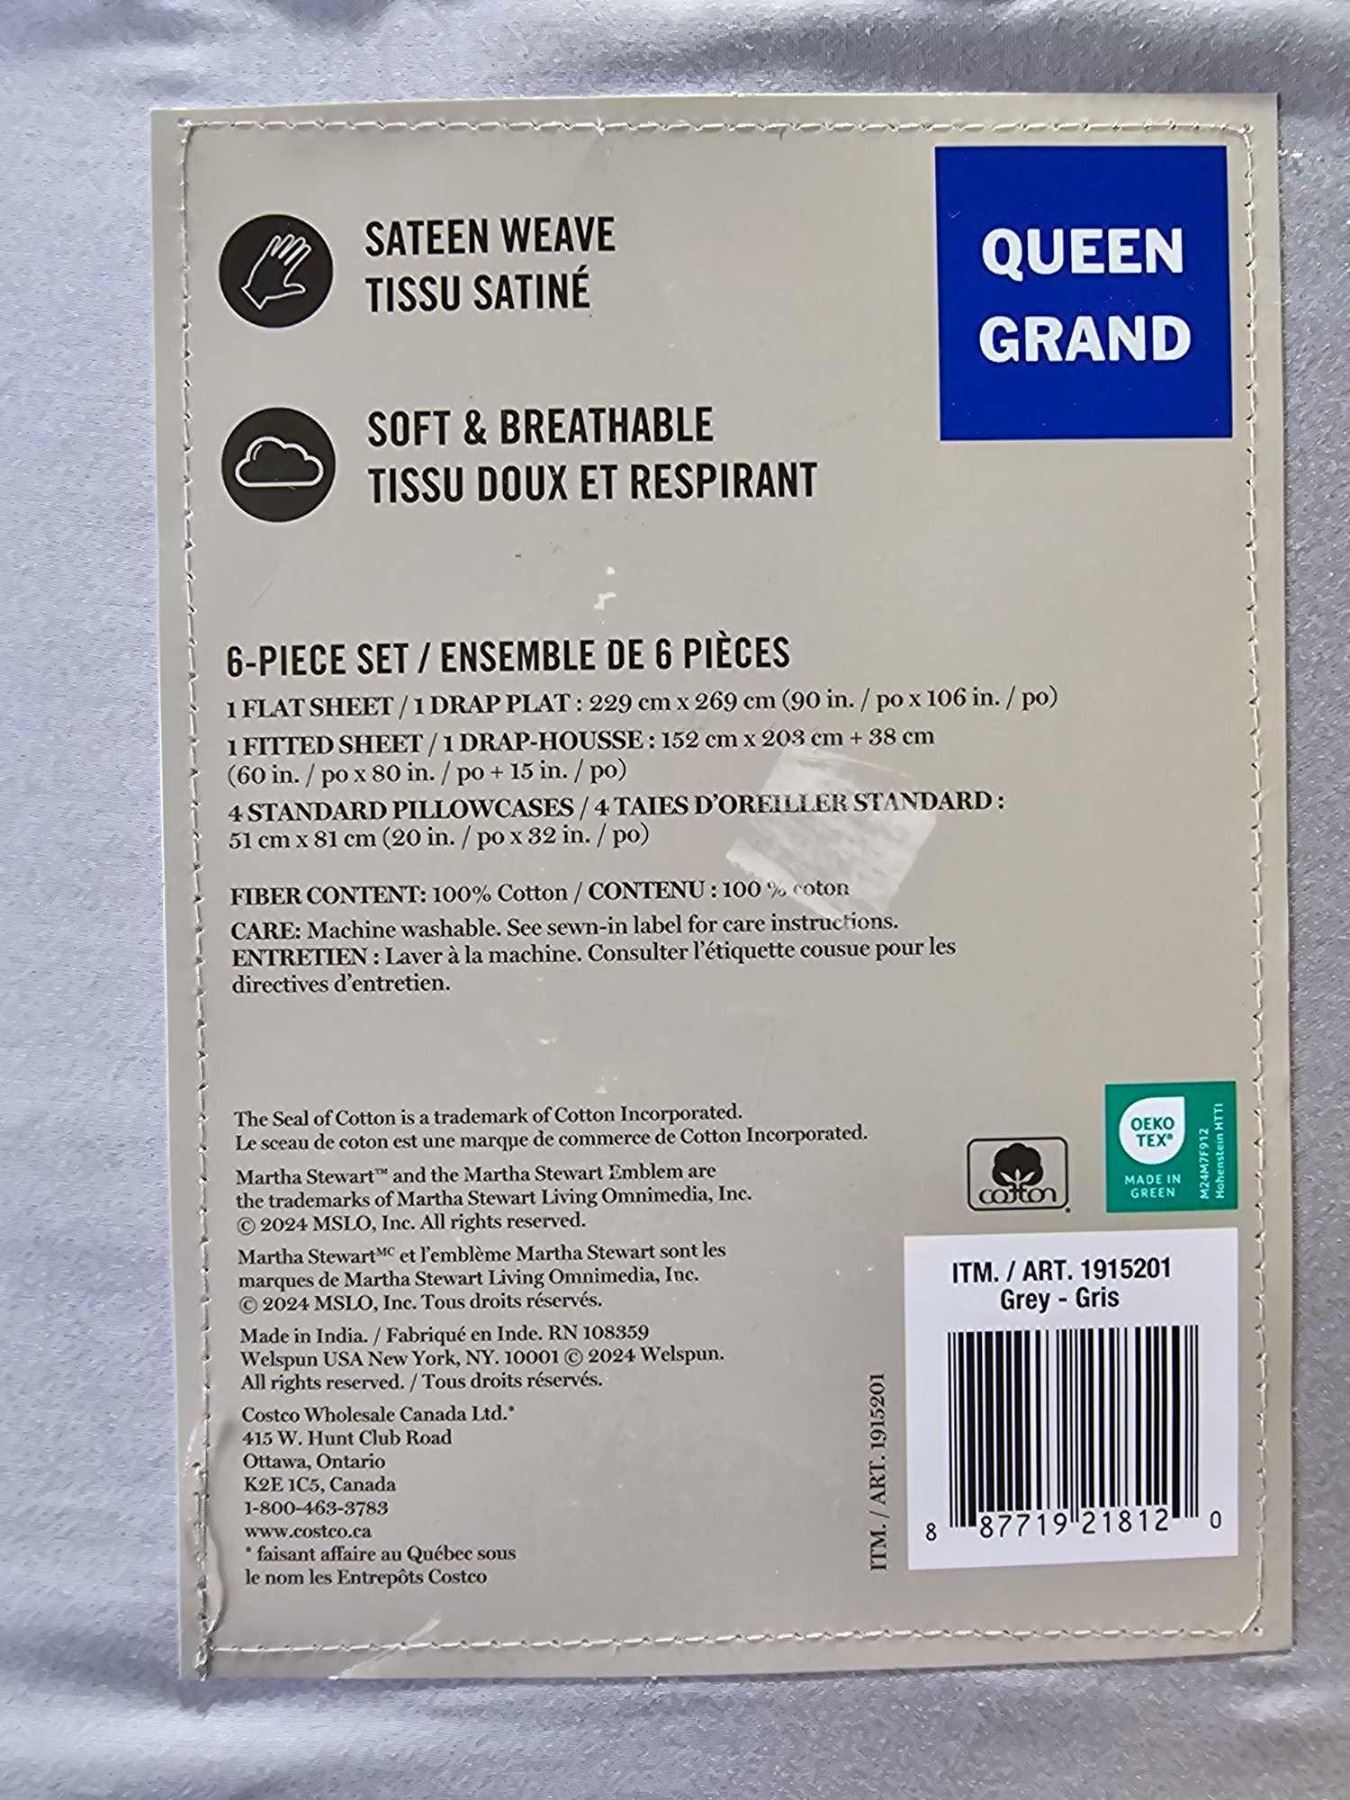 SATEEN WEAVE
TISSU SATINÉ
QUEEN
GRAND
SOFT & BREATHABLE
TISSU DOUX ET RESPIRANT
6-PIECE SET / ENSEMBLE DE 6 PIÈCES
1 FLAT SHEET / 1 DRAP PLAT : 229 cm x 269 cm (90 in. / po x 106 in. / po)
1 FITTED SHEET / 1 DRAP-HOUSSE : 152 cm x 203 cm + 38 cm
(60 in. / po x 80 in. / po + 15 in. / po)
4 STANDARD PILLOWCASES / 4 TAIES D'OREILLER STANDARD :
51 cm x 81 cm (20 in. / po x 32 in. / po)
FIBER CONTENT: 100% Cotton / CONTENU : 100 % coton
CARE: Machine washable. See sewn-in label for care instructions.
ENTRETIEN : Laver à la machine. Consulter l'étiquette cousue pour les
directives d'entretien.
The Seal of Cotton is a trademark of Cotton Incorporated.
Le sceau de coton est une marque de commerce de Cotton Incorporated.
Martha Stewart™ and the Martha Stewart Emblem are
the trademarks of Martha Stewart Living Omnimedia, Inc.
© 2024 MSLO, Inc. All rights reserved.
Martha Stewart MC et l'emblème Martha Stewart sont les
marques de Martha Stewart Living Omnimedia, Inc.
© 2024 MSLO, Inc. Tous droits réservés.
Made in India. / Fabriqué en Inde. RN 108359
Welspun USA New York, NY. 10001 © 2024 Welspun.
All rights reserved. / Tous droits réservés.
Costco Wholesale Canada Ltd.*
415 W. Hunt Club Road
Ottawa, Ontario
K2E 1C5, Canada
1-800-463-3783
www.costco.ca
* faisant affaire au Québec sous
le nom les Entrepôts Costco
cotton
OEKO
TEX®
MADE IN
GREEN
M24M7F912
Hohenstein HTTI
ITM. / ART. 1915201
ITM. / ART. 1915201
Grey - Gris
8 87719 21812 0